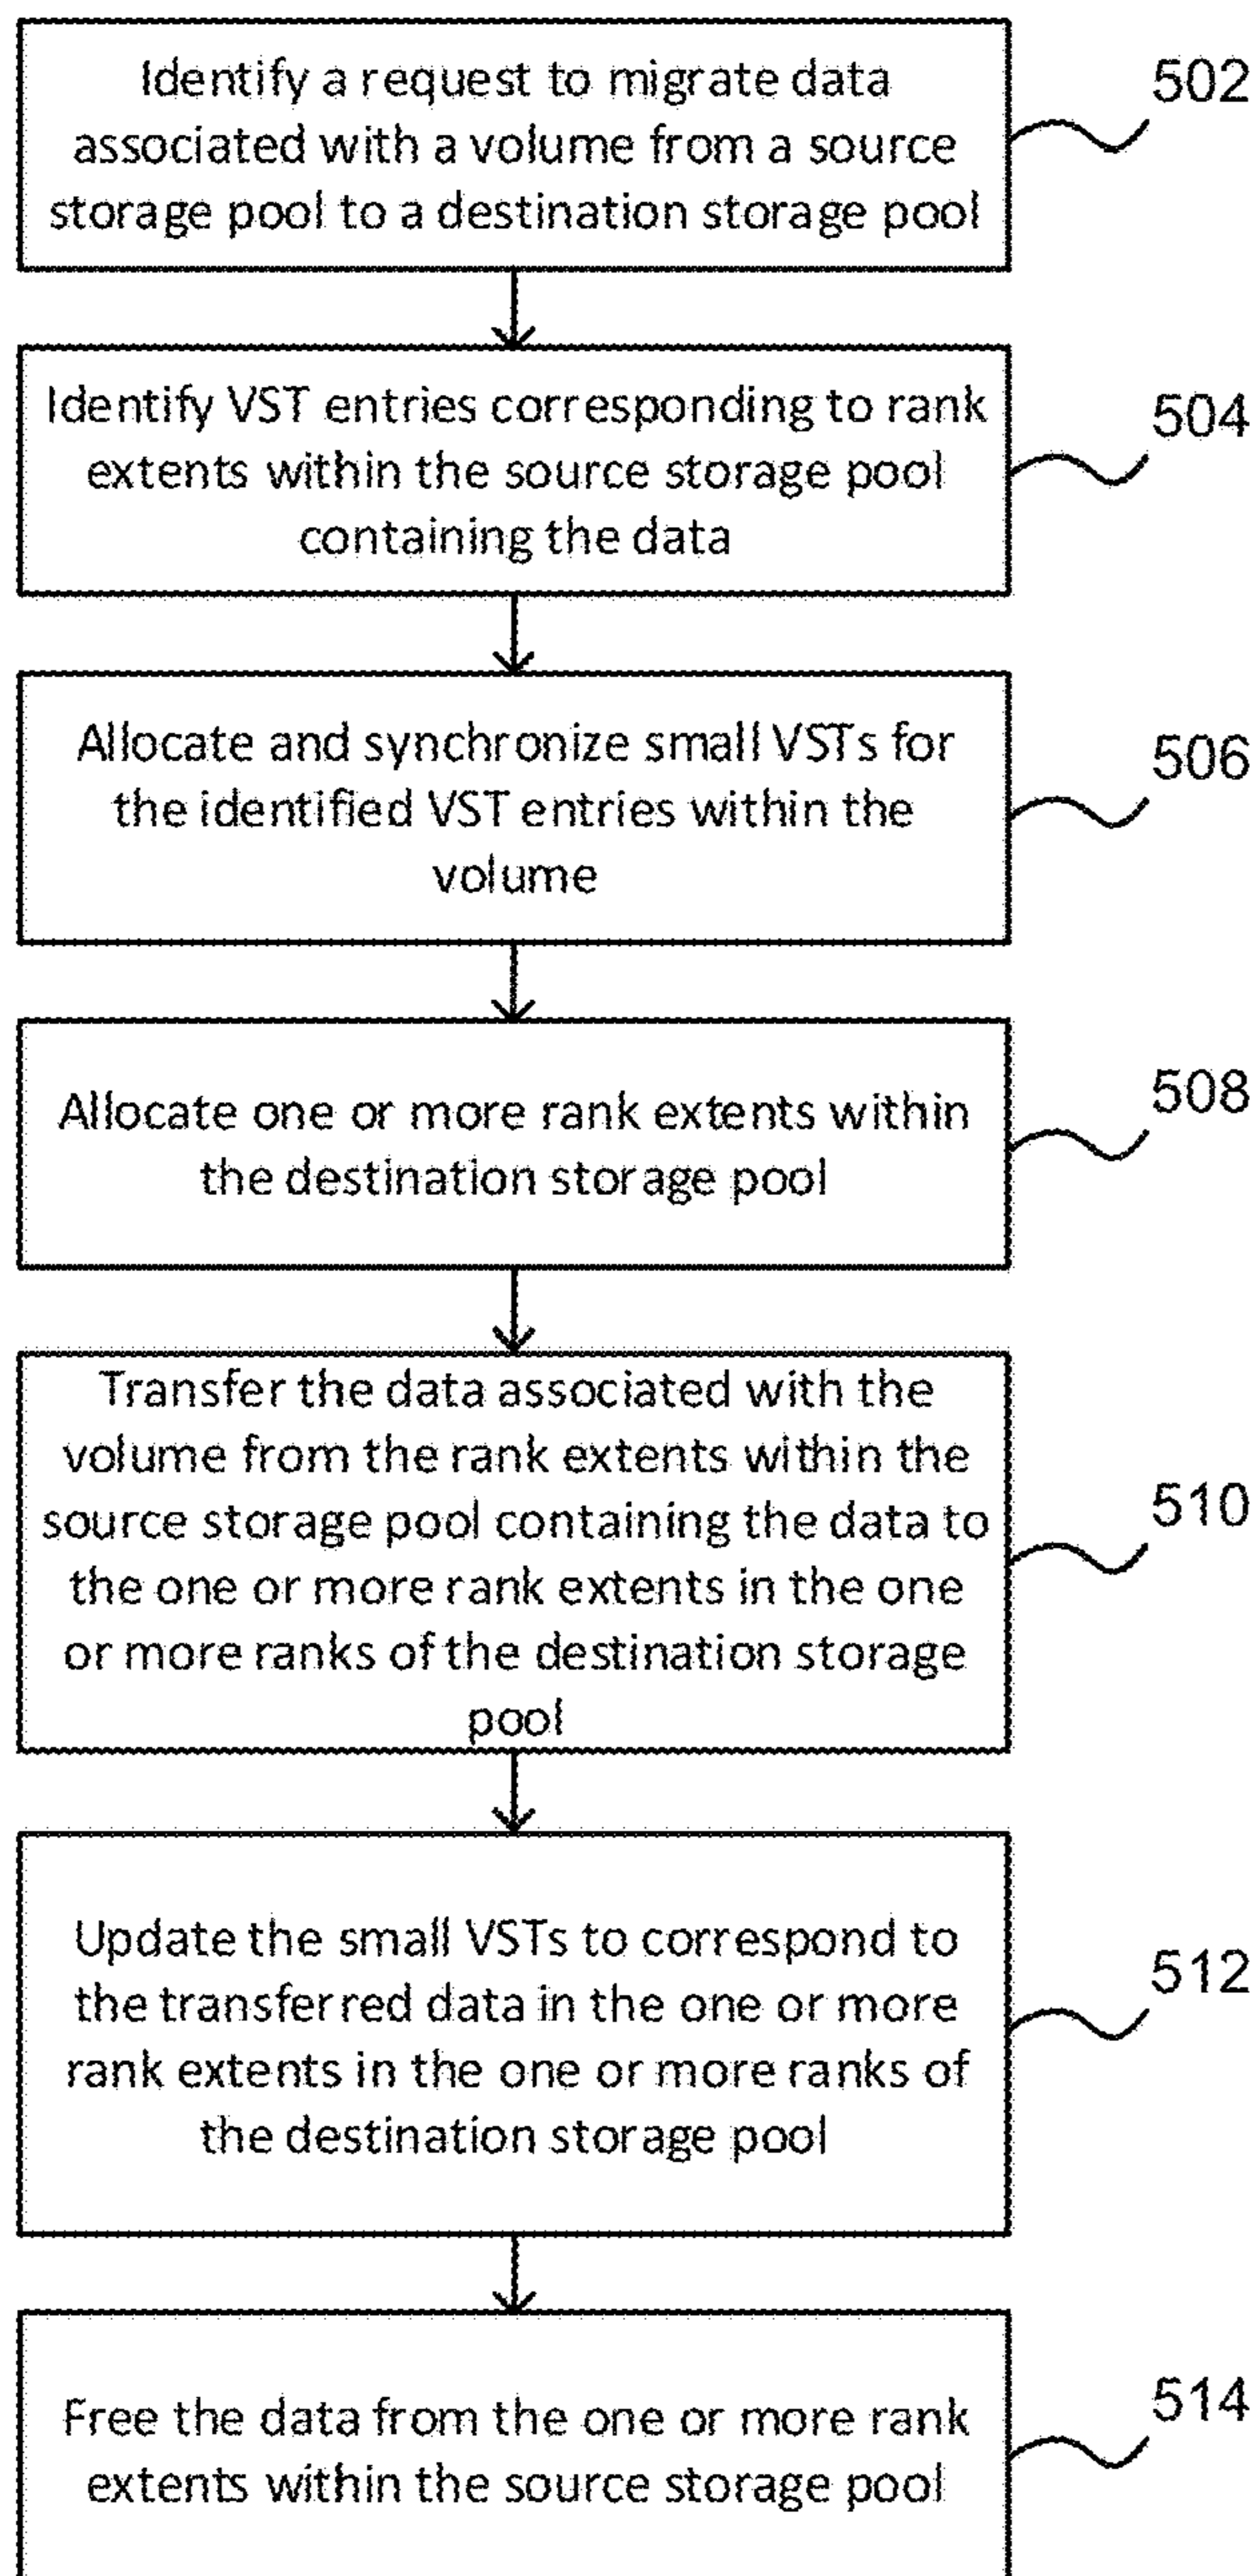 Identify a request to migrate data
associated with a volume from a source
storage pool to a destination storage pool
502
Identify VST entries corresponding to rank
extents within the source storage pool
containing the data
504
Allocate and synchronize small VSTs for
the identified VST entries within the
volume
506
Allocate one or more rank extents within
the destination storage pool
508
Transfer the data associated with the
volume from the rank extents within the
source storage pool containing the data to
the one or more rank extents in the one
or more ranks of the destination storage
pool
510
Update the small VSTs to correspond to
the transferred data in the one or more
rank extents in the one or more ranks of
the destination storage pool
512
Free the data from the one or more rank
extents within the source storage pool
514